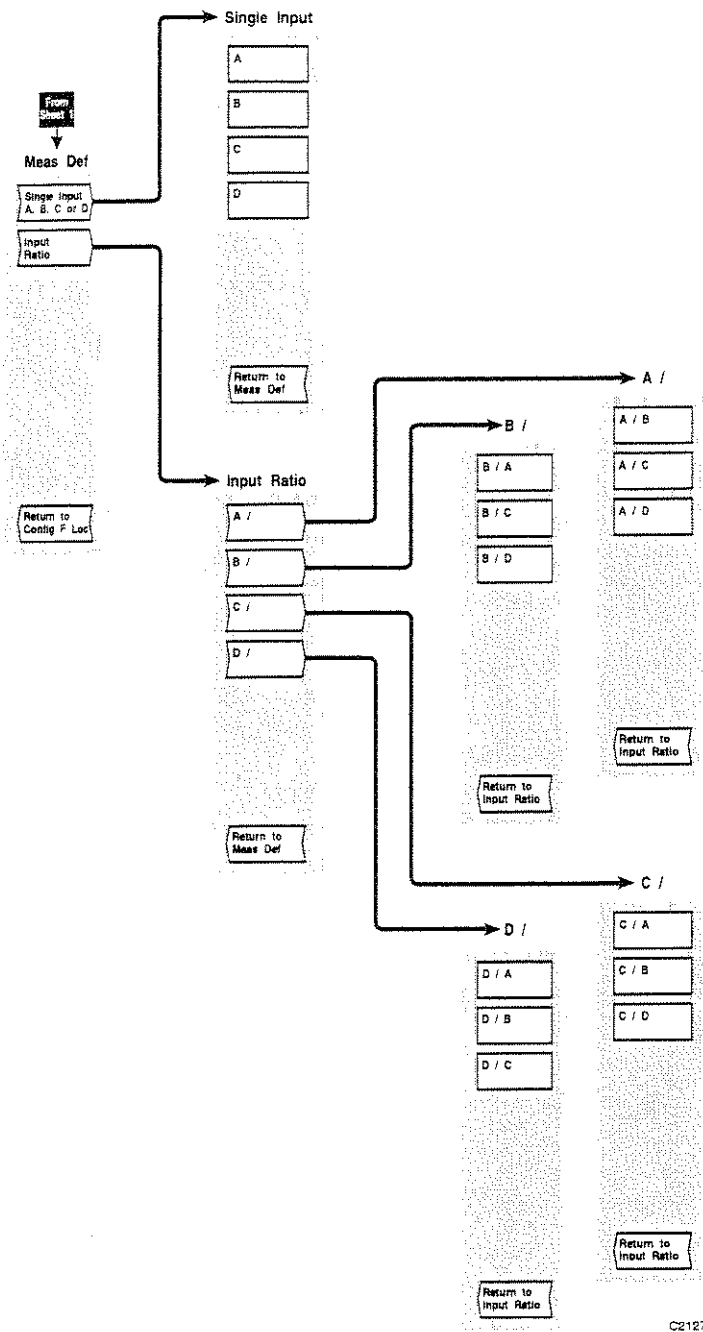 Single Input
A
B
C
D
Return to
Meas Def
From
Sheet 1
Meas Def
Single Input
A, B, C or D
Input
Ratio
Return to
Config F Loc
Input Ratio
A /
B /
C /
D /
Return to
Meas Def
B /
B / A
B / C
B / D
Return to
Input Ratio
A /
A / B
A / C
A / D
Return to
Input Ratio
D /
D / A
D / B
D / C
Return to
Input Ratio
C /
C / A
C / B
C / D
Return to
Input Ratio
C2127